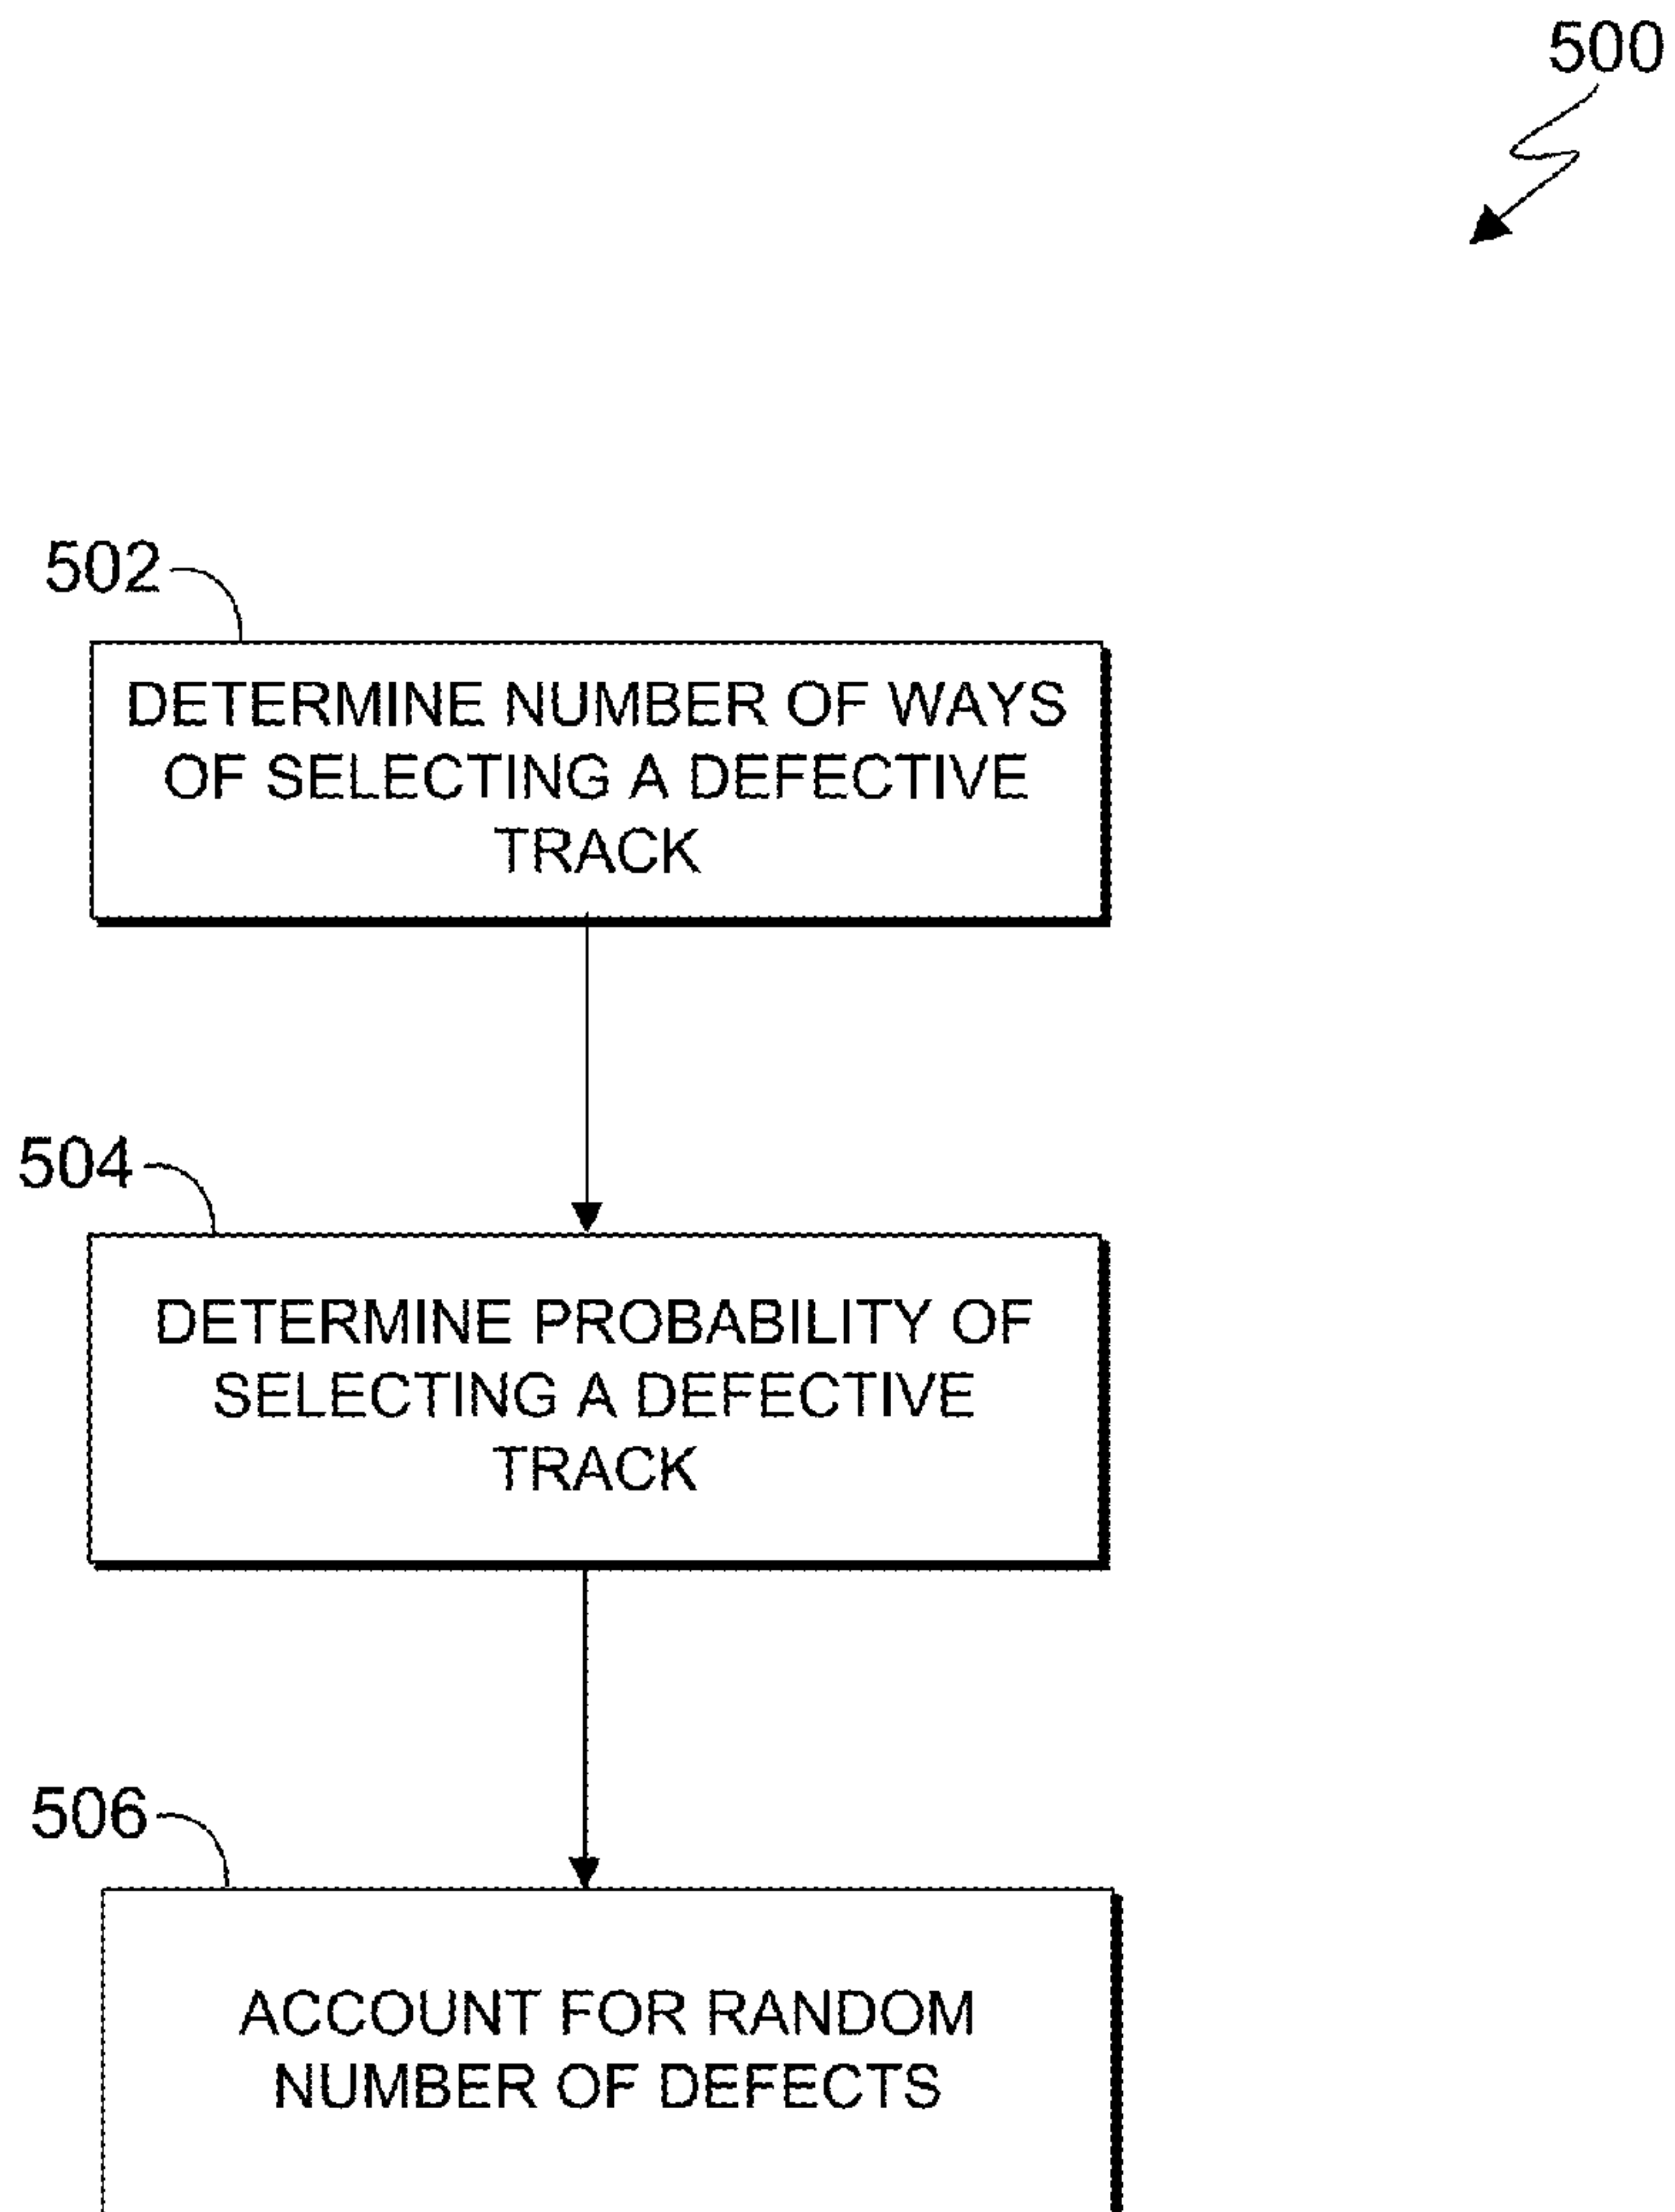 500
502
DETERMINE NUMBER OF WAYS
OF SELECTING A DEFECTIVE
TRACK
504
DETERMINE PROBABILITY OF
SELECTING A DEFECTIVE
TRACK
506
ACCOUNT FOR RANDOM
NUMBER OF DEFECTS